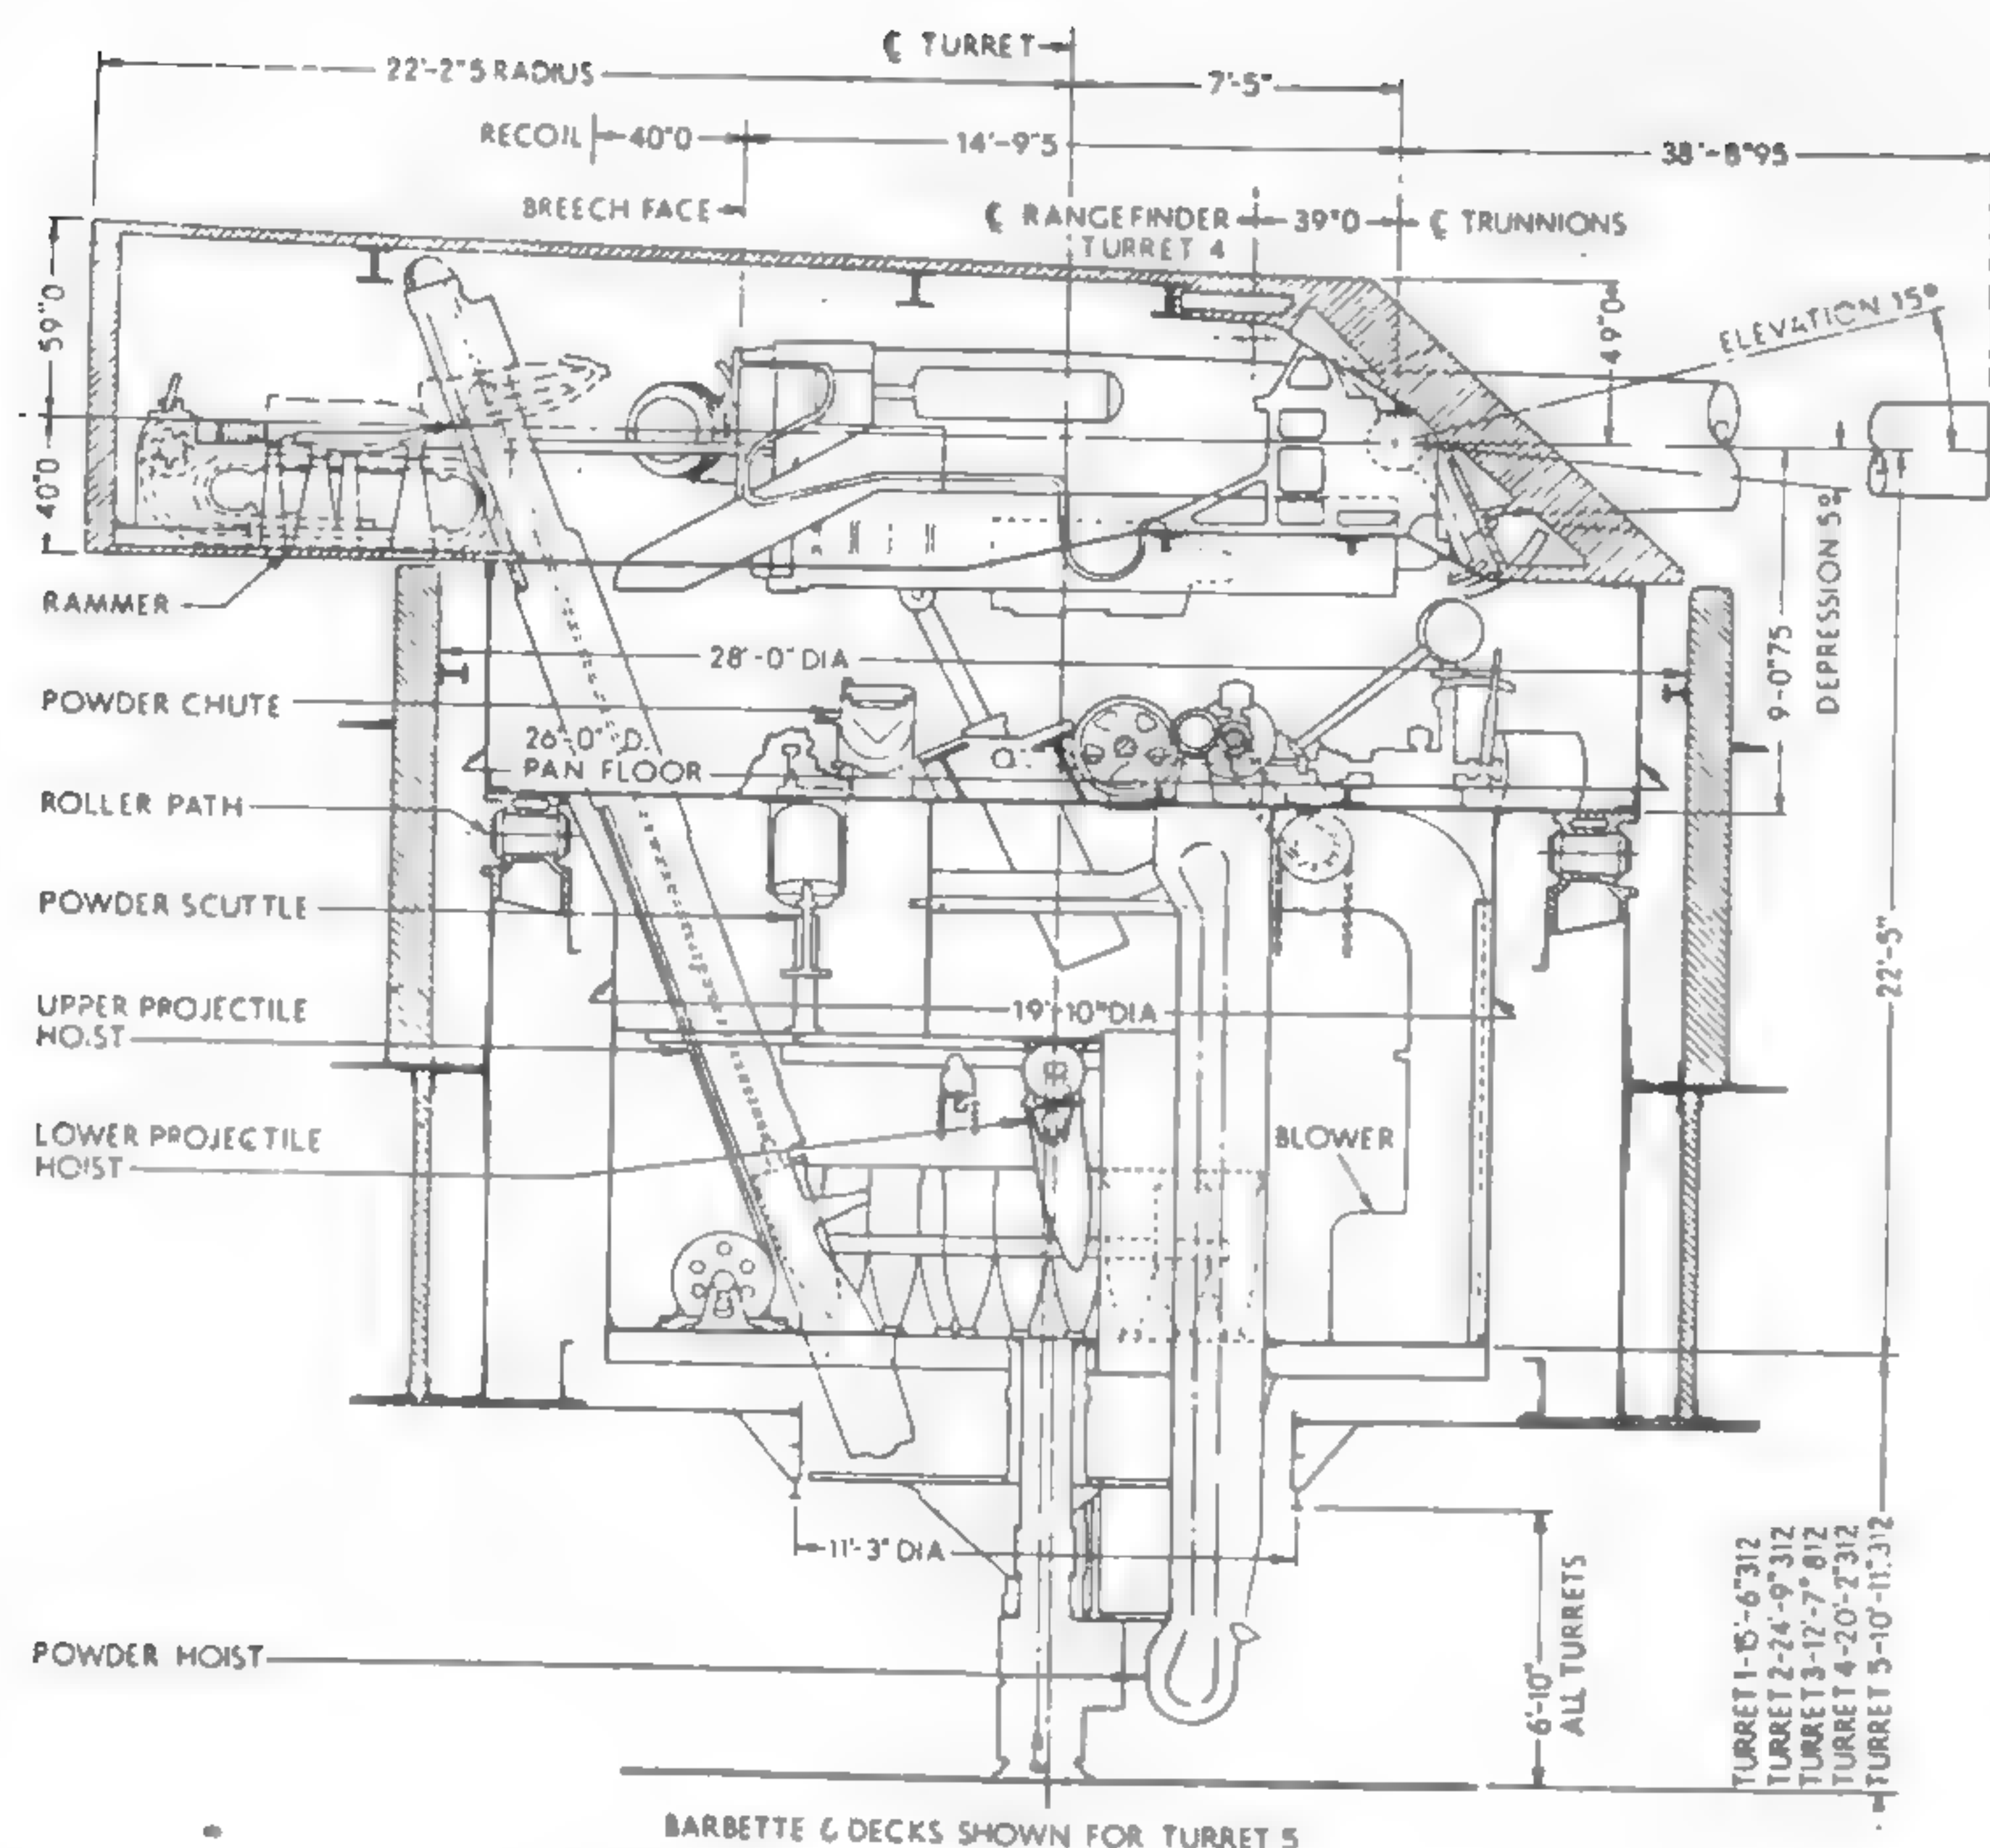 ℄ TURRET
22'-2"5 RADIUS
7'-5"
RECOIL
40"0
14'-9"5
38'-8"95
BREECH FACE
℄ RANGEFINDER
TURRET 4
39"0
℄ TRUNNIONS
59"0
40"0
49"0
ELEVATION 15°
DEPRESSION 5°
RAMMER
28'-0" DIA
9-0"75
POWDER CHUTE
PAN FLOOR
ROLLER PATH
POWDER SCUTTLE
22'-5"
UPPER PROJECTILE
HOIST
19'-10" DIA
LOWER PROJECTILE
HOIST
BLOWER
11'-3" DIA
POWDER HOIST
6'-10"
ALL TURRETS
TURRET 1-15'-6"312
TURRET 2-24'-9"312
TURRET 3-12'-7"812
TURRET 4-20'-2"312
TURRET 5-10'-11"312
BARBETTE & DECKS SHOWN FOR TURRET 5